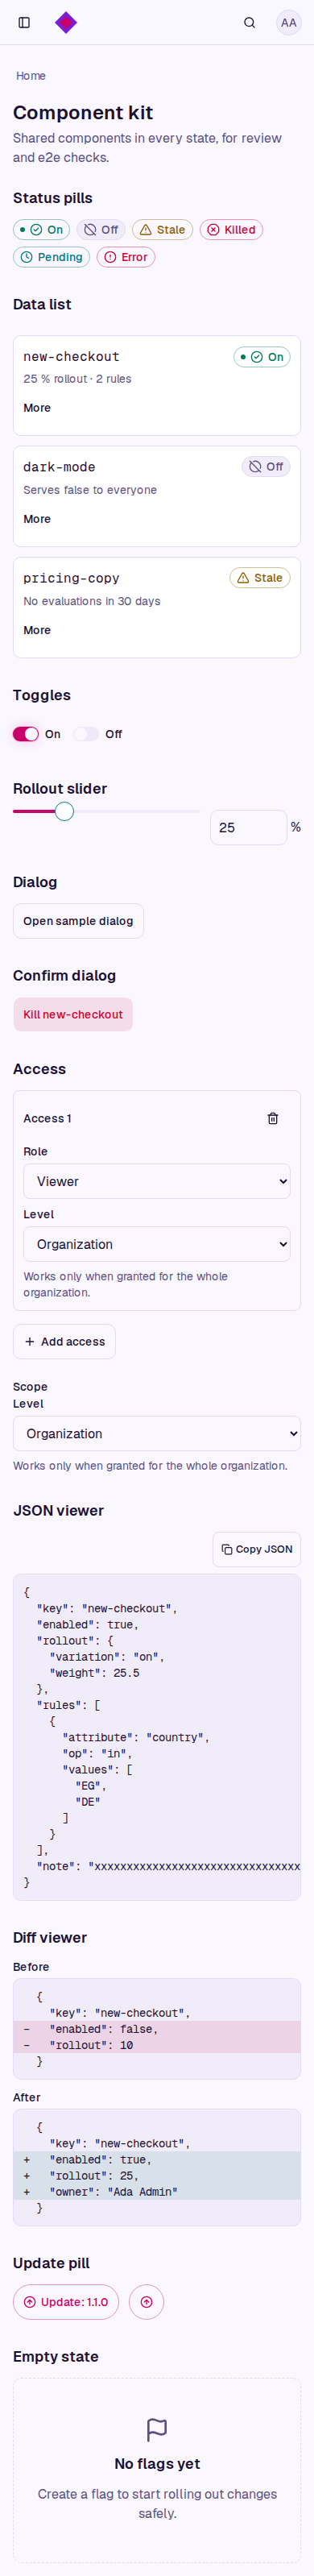 AA
Home
Component kit
Shared components in every state, for review
and e2e checks.
Status pills
On Off Stale Killed
Pending Error
Data list
new-checkout On
25 % rollout · 2 rules
More
dark-mode Off
Serves false to everyone
More
pricing-copy Stale
No evaluations in 30 days
More
Toggles
On Off
Rollout slider
25 %
Dialog
Open sample dialog
Confirm dialog
Kill new-checkout
Access
Access 1
Role
Viewer
Level
Organization
Works only when granted for the whole
organization.
Add access
Scope
Level
Organization
Works only when granted for the whole organization.
JSON viewer
Copy JSON
{
"key": "new-checkout",
"enabled": true,
"rollout": {
"variation": "on",
"weight": 25.5
},
"rules": [
{
"attribute": "country",
"op": "in",
"values": [
"EG",
"DE"
]
}
],
"note": "xxxxxxxxxxxxxxxxxxxxxxxxxxxxxxxx
}
Diff viewer
Before
{
"key": "new-checkout",
- "enabled": false,
- "rollout": 10
}
After
{
"key": "new-checkout",
+ "enabled": true,
+ "rollout": 25,
+ "owner": "Ada Admin"
}
Update pill
Update: 1.1.0
Empty state
No flags yet
Create a flag to start rolling out changes
safely.